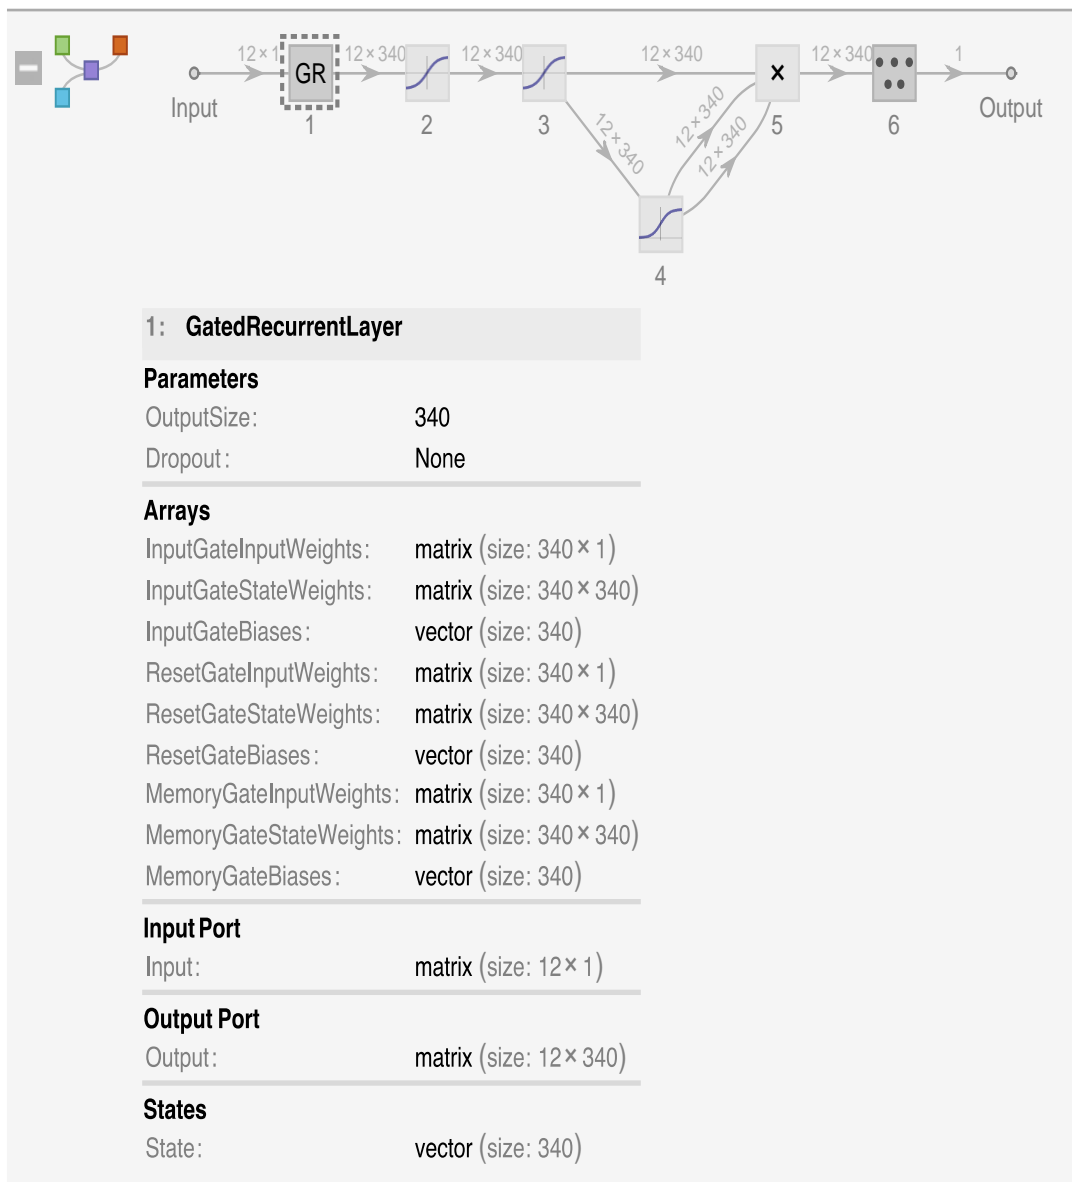 12×1 12×340 12×340 12×340 12×340 1
GR ×
Input Output
1 2 3 5 6
12×340 12×340 12×340
4
1: GatedRecurrentLayer
Parameters
OutputSize: 340
Dropout: None
Arrays
InputGateInputWeights: matrix (size: 340×1)
InputGateStateWeights: matrix (size: 340×340)
InputGateBiases: vector (size: 340)
ResetGateInputWeights: matrix (size: 340×1)
ResetGateStateWeights: matrix (size: 340×340)
ResetGateBiases: vector (size: 340)
MemoryGateInputWeights: matrix (size: 340×1)
MemoryGateStateWeights: matrix (size: 340×340)
MemoryGateBiases: vector (size: 340)
Input Port
Input: matrix (size: 12×1)
Output Port
Output: matrix (size: 12×340)
States
State: vector (size: 340)